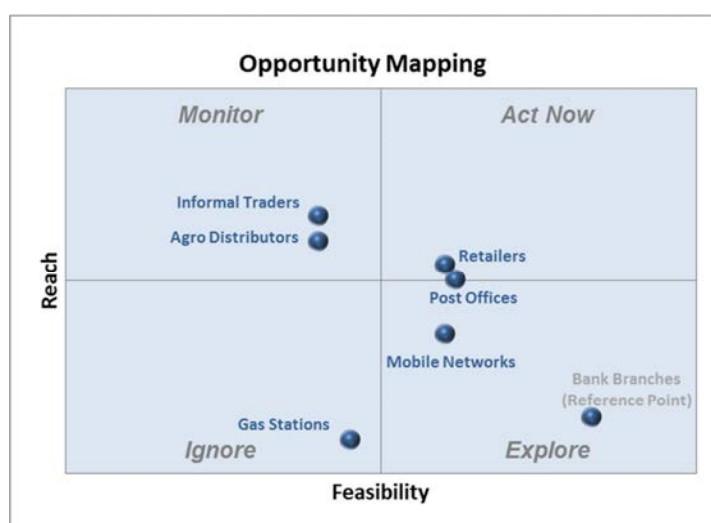 Opportunity Mapping
Monitor
Act Now
Informal Traders
Agro Distributors
Retailers
Post Offices
Reach
Mobile Networks
Bank Branches
(Reference Point)
Gas Stations
Ignore
Explore
Feasibility